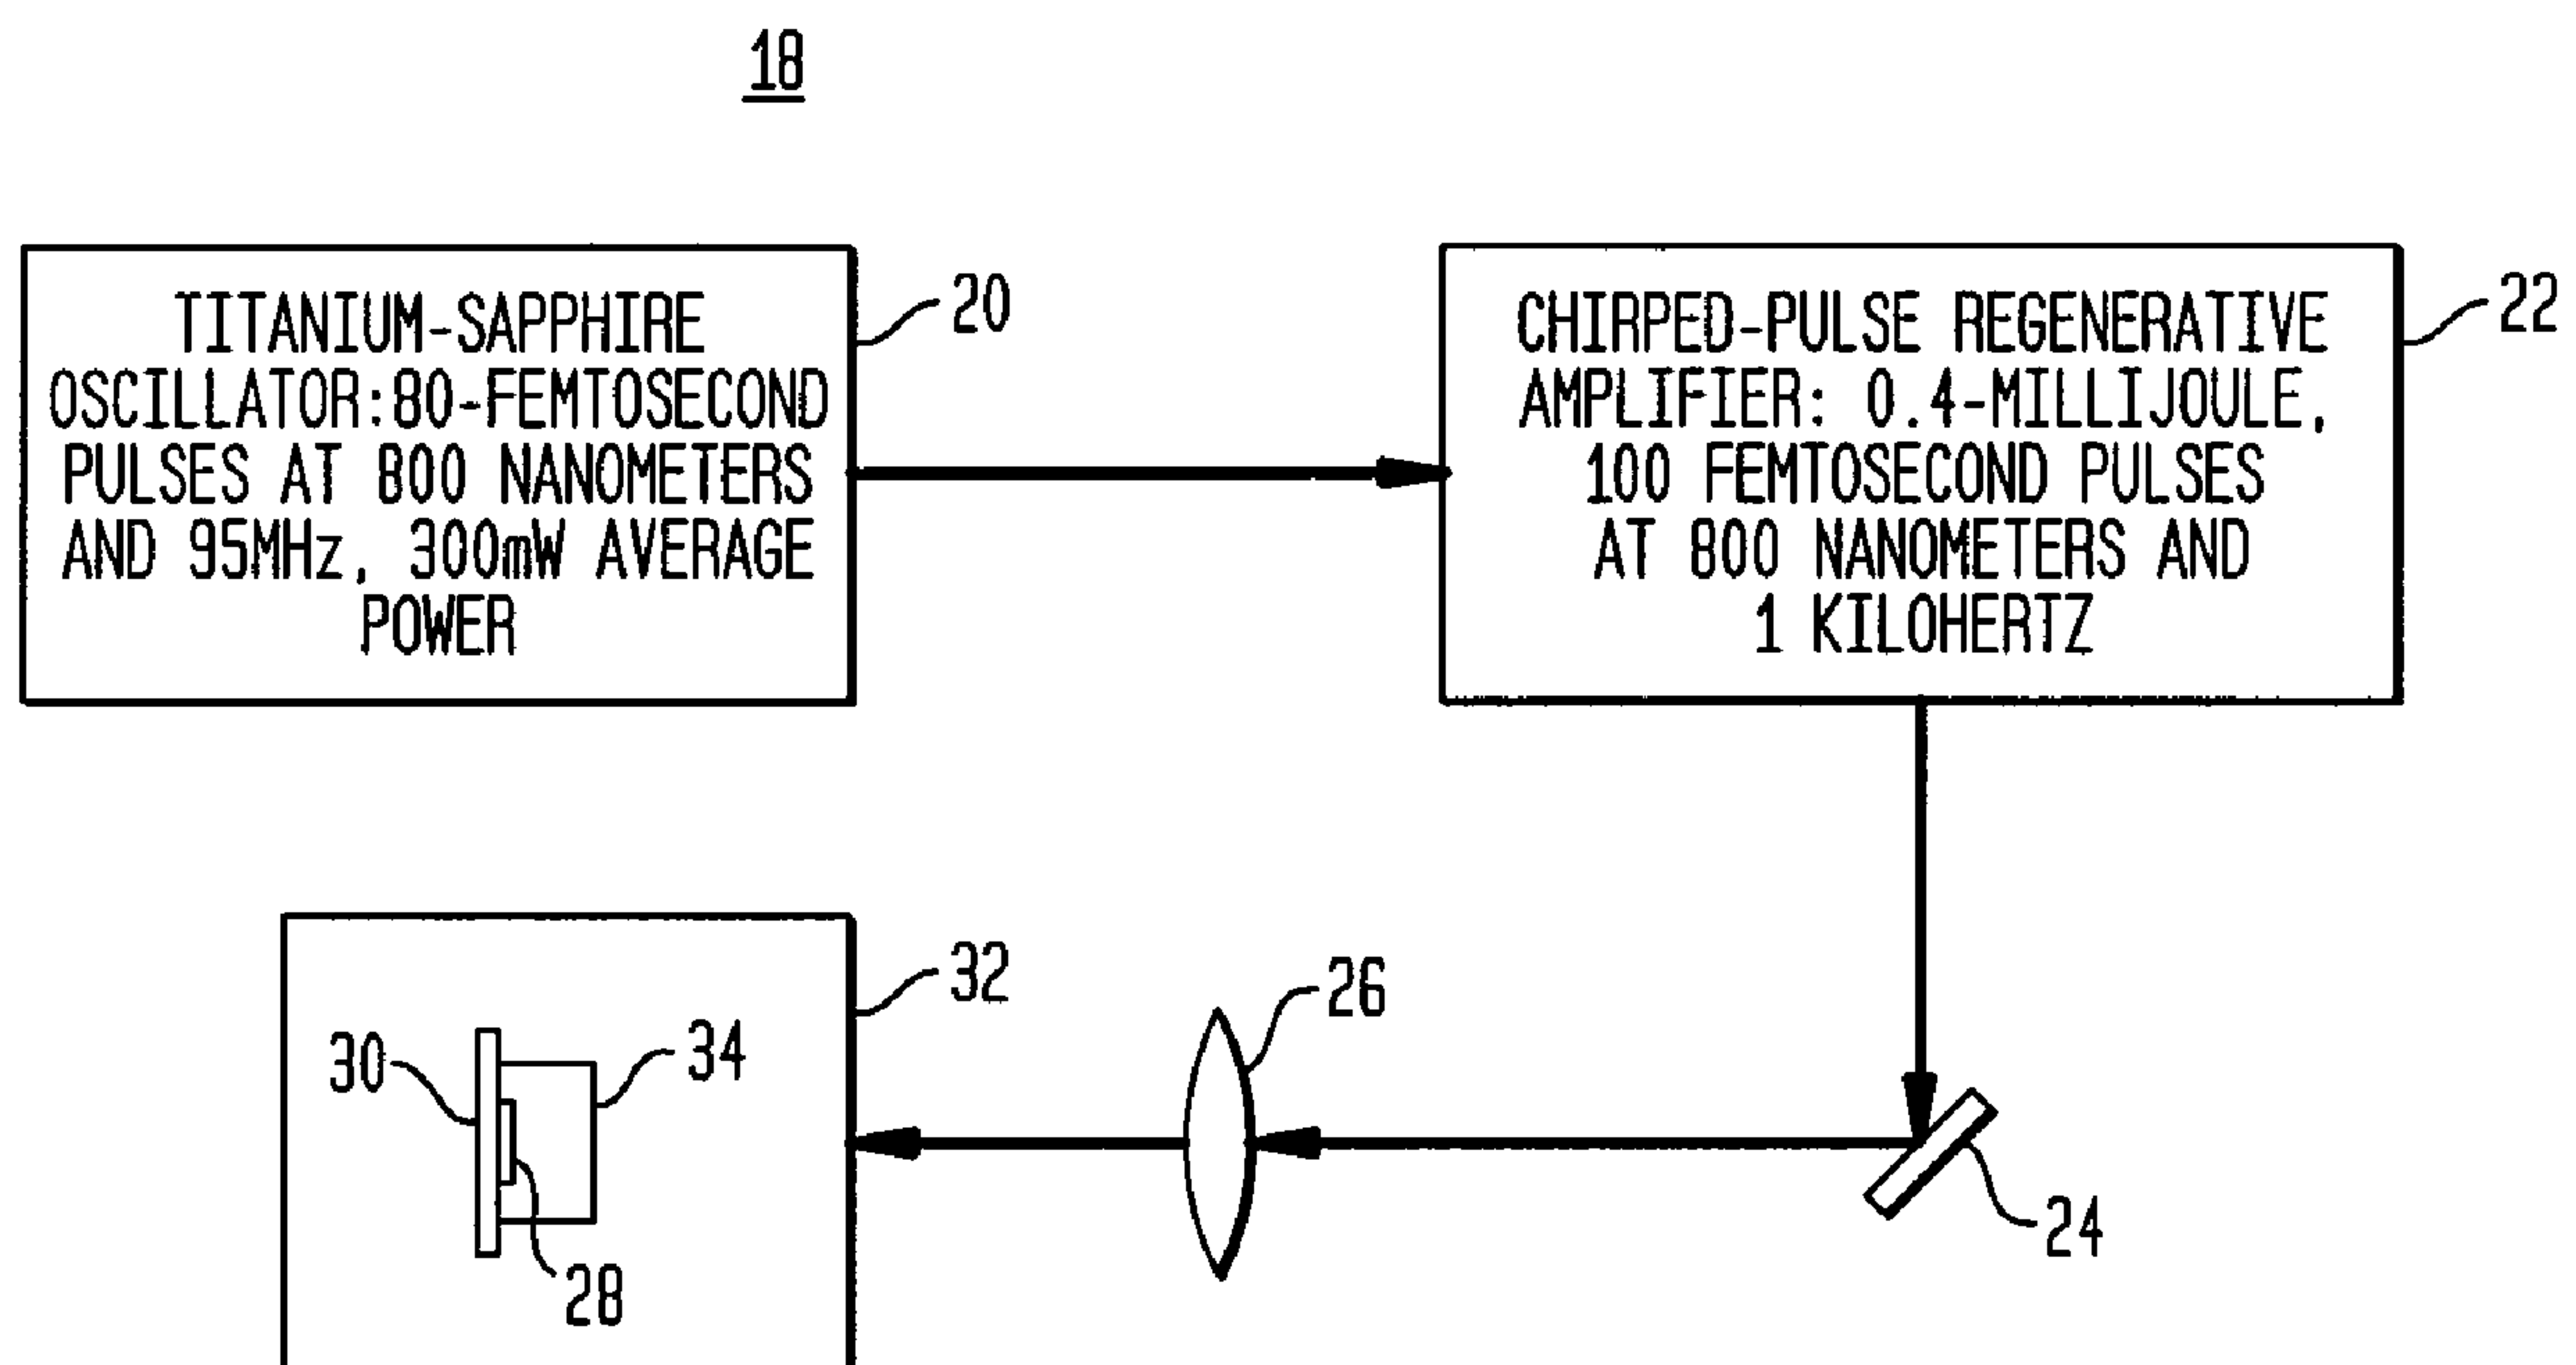 18
TITANIUM-SAPPHIRE
OSCILLATOR:80-FEMTOSECOND
PULSES AT 800 NANOMETERS
AND 95MHz, 300mW AVERAGE
POWER
20
CHIRPED-PULSE REGENERATIVE
AMPLIFIER: 0.4-MILLIJOULE,
100 FEMTOSECOND PULSES
AT 800 NANOMETERS AND
1 KILOHERTZ
22
32
26
30
34
24
28